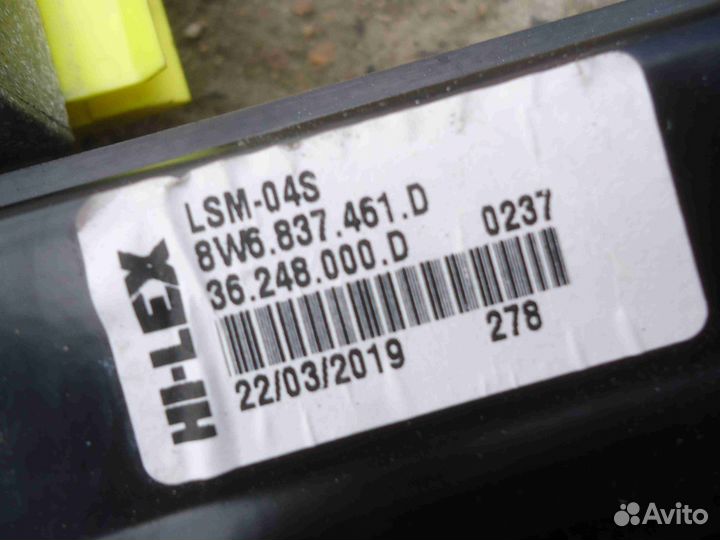 HI-LEX
LSM-04S
8W6.837.461.D
36.248.000.D 0237
22/03/2019 278
Avito